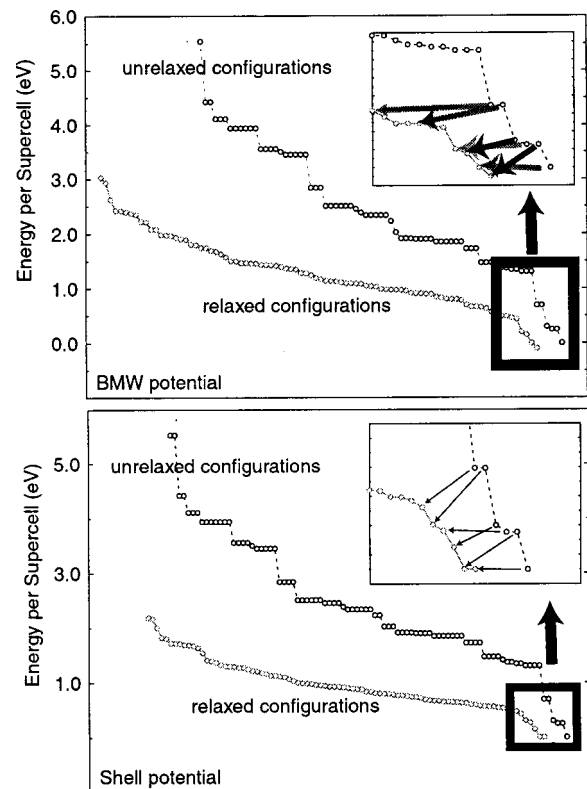 6.0
5.0
4.0
3.0
2.0
1.0
0.0
Energy per Supercell (eV)
unrelaxed configurations
relaxed configurations
BMW potential
5.0
3.0
1.0
Energy per Supercell (eV)
unrelaxed configurations
relaxed configurations
Shell potential